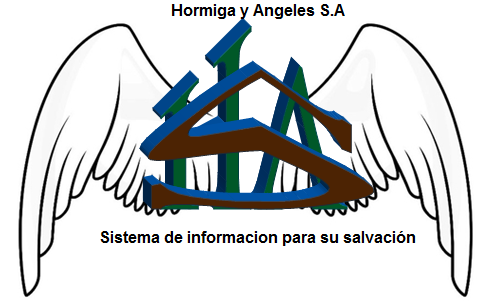 Hormiga y Angeles S.A
Sistema de informacion para su salvación